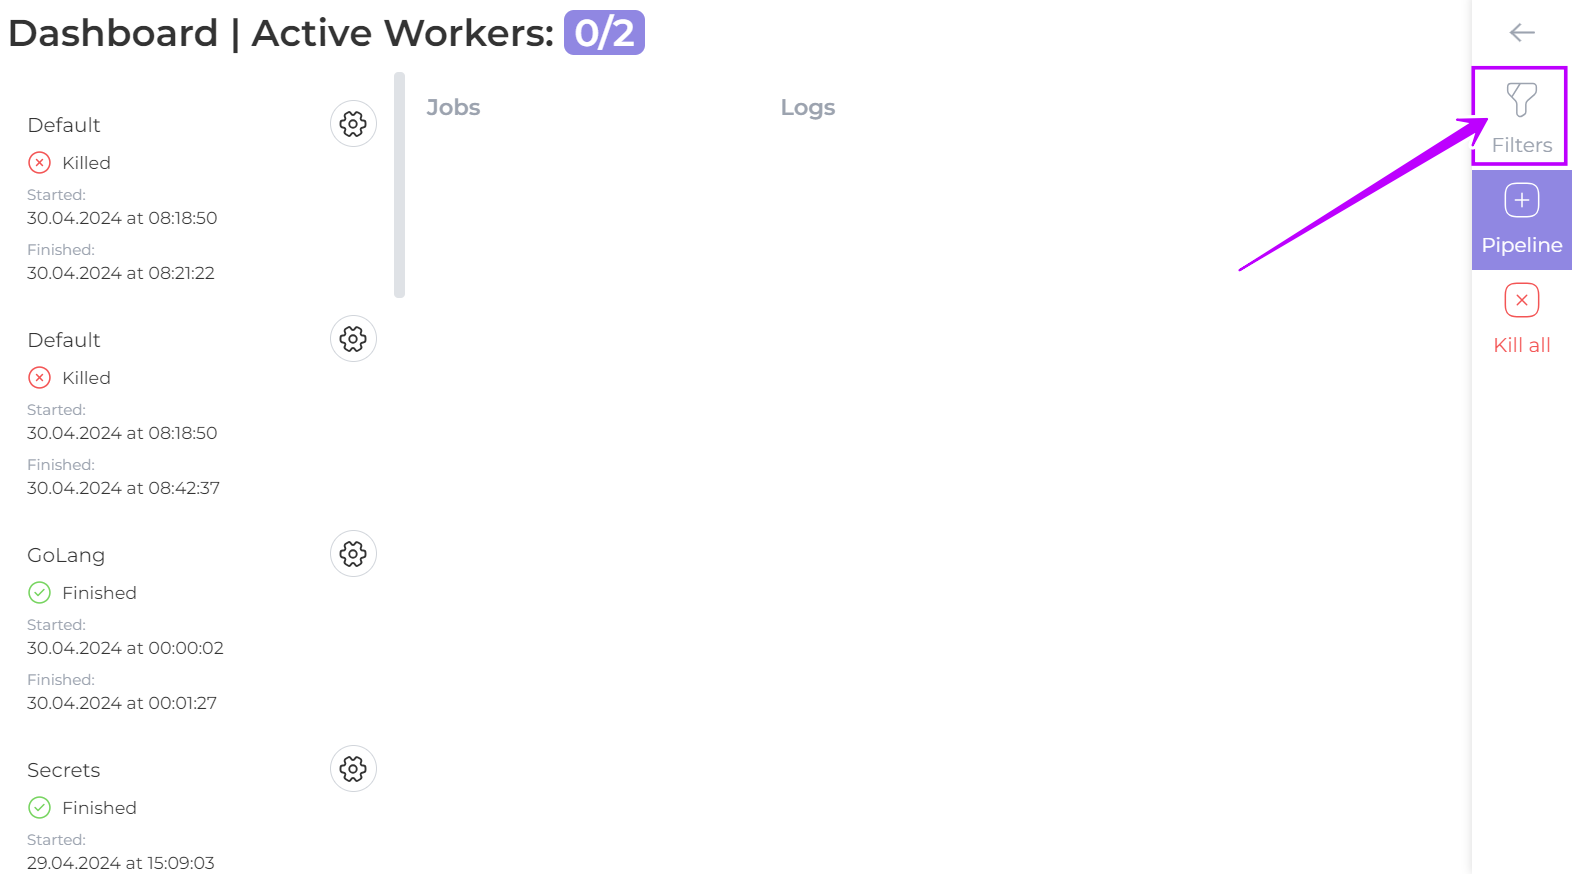 Dashboard | Active Workers: 0/2
Default
Killed
Started:
30.04.2024 at 08:18:50
Finished:
30.04.2024 at 08:21:22
Default
Killed
Started:
30.04.2024 at 08:18:50
Finished:
30.04.2024 at 08:42:37
GoLang
Finished
Started:
30.04.2024 at 00:00:02
Finished:
30.04.2024 at 00:01:27
Secrets
Finished
Started:
29.04.2024 at 15:09:03
Jobs
Logs
Filters
Pipeline
Kill all